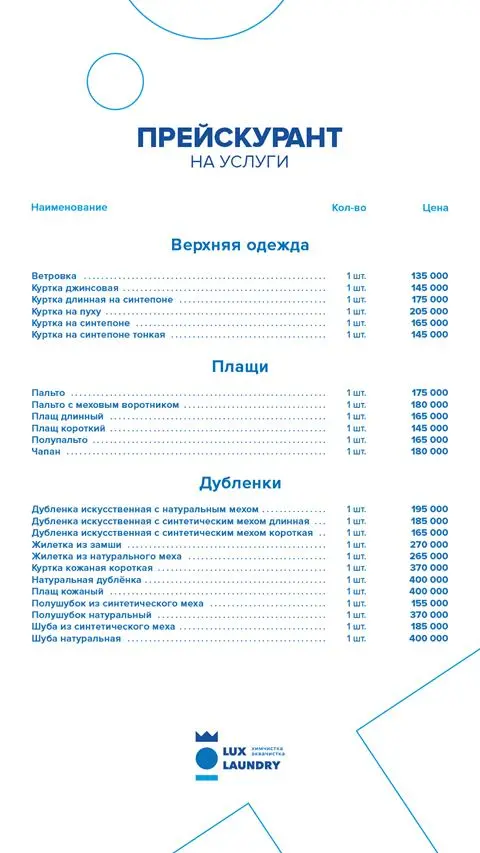 ПРЕЙСКУРАНТ
НА УСЛУГИ
Наименование Кол-во Цена
Верхняя одежда
Ветровка 1 шт. 135 000
Куртка джинсовая 1 шт. 145 000
Куртка длинная на синтепоне 1 шт. 175 000
Куртка на пуху 1 шт. 205 000
Куртка на синтепоне 1 шт. 165 000
Куртка на синтепоне тонкая 1 шт. 145 000
Плащи
Пальто 1 шт. 175 000
Пальто с меховым воротником 1 шт. 180 000
Плащ длинный 1 шт. 165 000
Плащ короткий 1 шт. 145 000
Полупальто 1 шт. 165 000
Чапан 1 шт. 180 000
Дубленки
Дубленка искусственная с натуральным мехом 1 шт. 195 000
Дубленка искусственная с синтетическим мехом длинная 1 шт. 185 000
Дубленка искусственная с синтетическим мехом короткая 1 шт. 165 000
Жилетка из замши 1 шт. 270 000
Жилетка из натурального меха 1 шт. 265 000
Куртка кожаная короткая 1 шт. 370 000
Натуральная дублёнка 1 шт. 400 000
Плащ кожаный 1 шт. 400 000
Полушубок из синтетического меха 1 шт. 155 000
Полушубок натуральный 1 шт. 370 000
Шуба из синтетического меха 1 шт. 185 000
Шуба натуральная 1 шт. 400 000
LUX химчистка
аквачистка
LAUNDRY